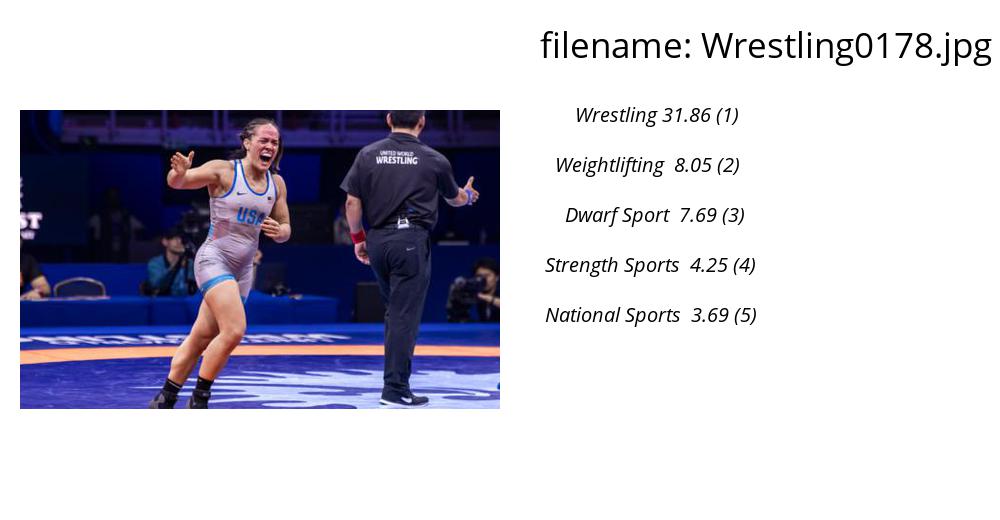 filename: Wrestling0178.jpg
Wrestling 31.86 (1)
Weightlifting 8.05 (2)
Dwarf Sport 7.69 (3)
Strength Sports 4.25 (4)
National Sports 3.69 (5)
UNITED WORLD
WRESTLING
USA
ST